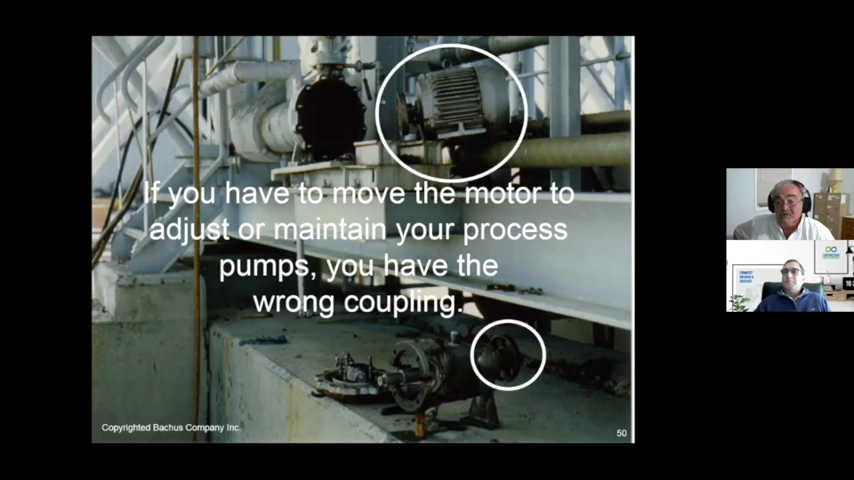 If you have to move the motor to
adjust or maintain your process
pumps, you have the
wrong coupling.
Copyrighted Bachus Company Inc.
50